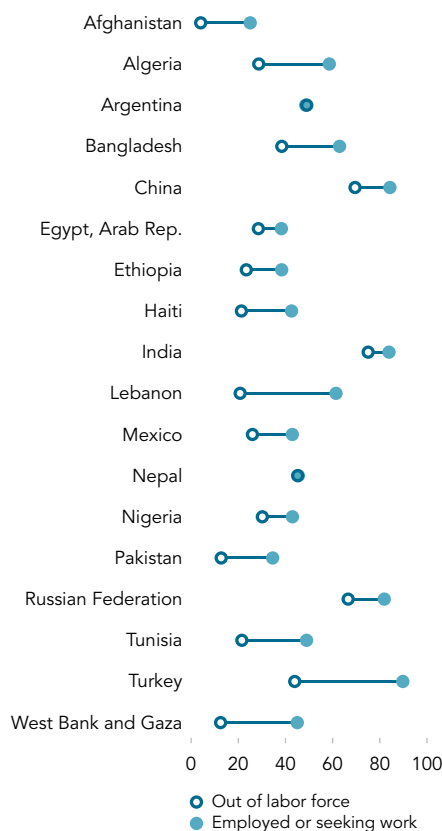 Afghanistan
Algeria
Argentina
Bangladesh
China
Egypt, Arab Rep.
Ethiopia
Haiti
India
Lebanon
Mexico
Nepal
Nigeria
Pakistan
Russian Federation
Tunisia
Turkey
West Bank and Gaza
0 20 40 60 80 100
Out of labor force
Employed or seeking work